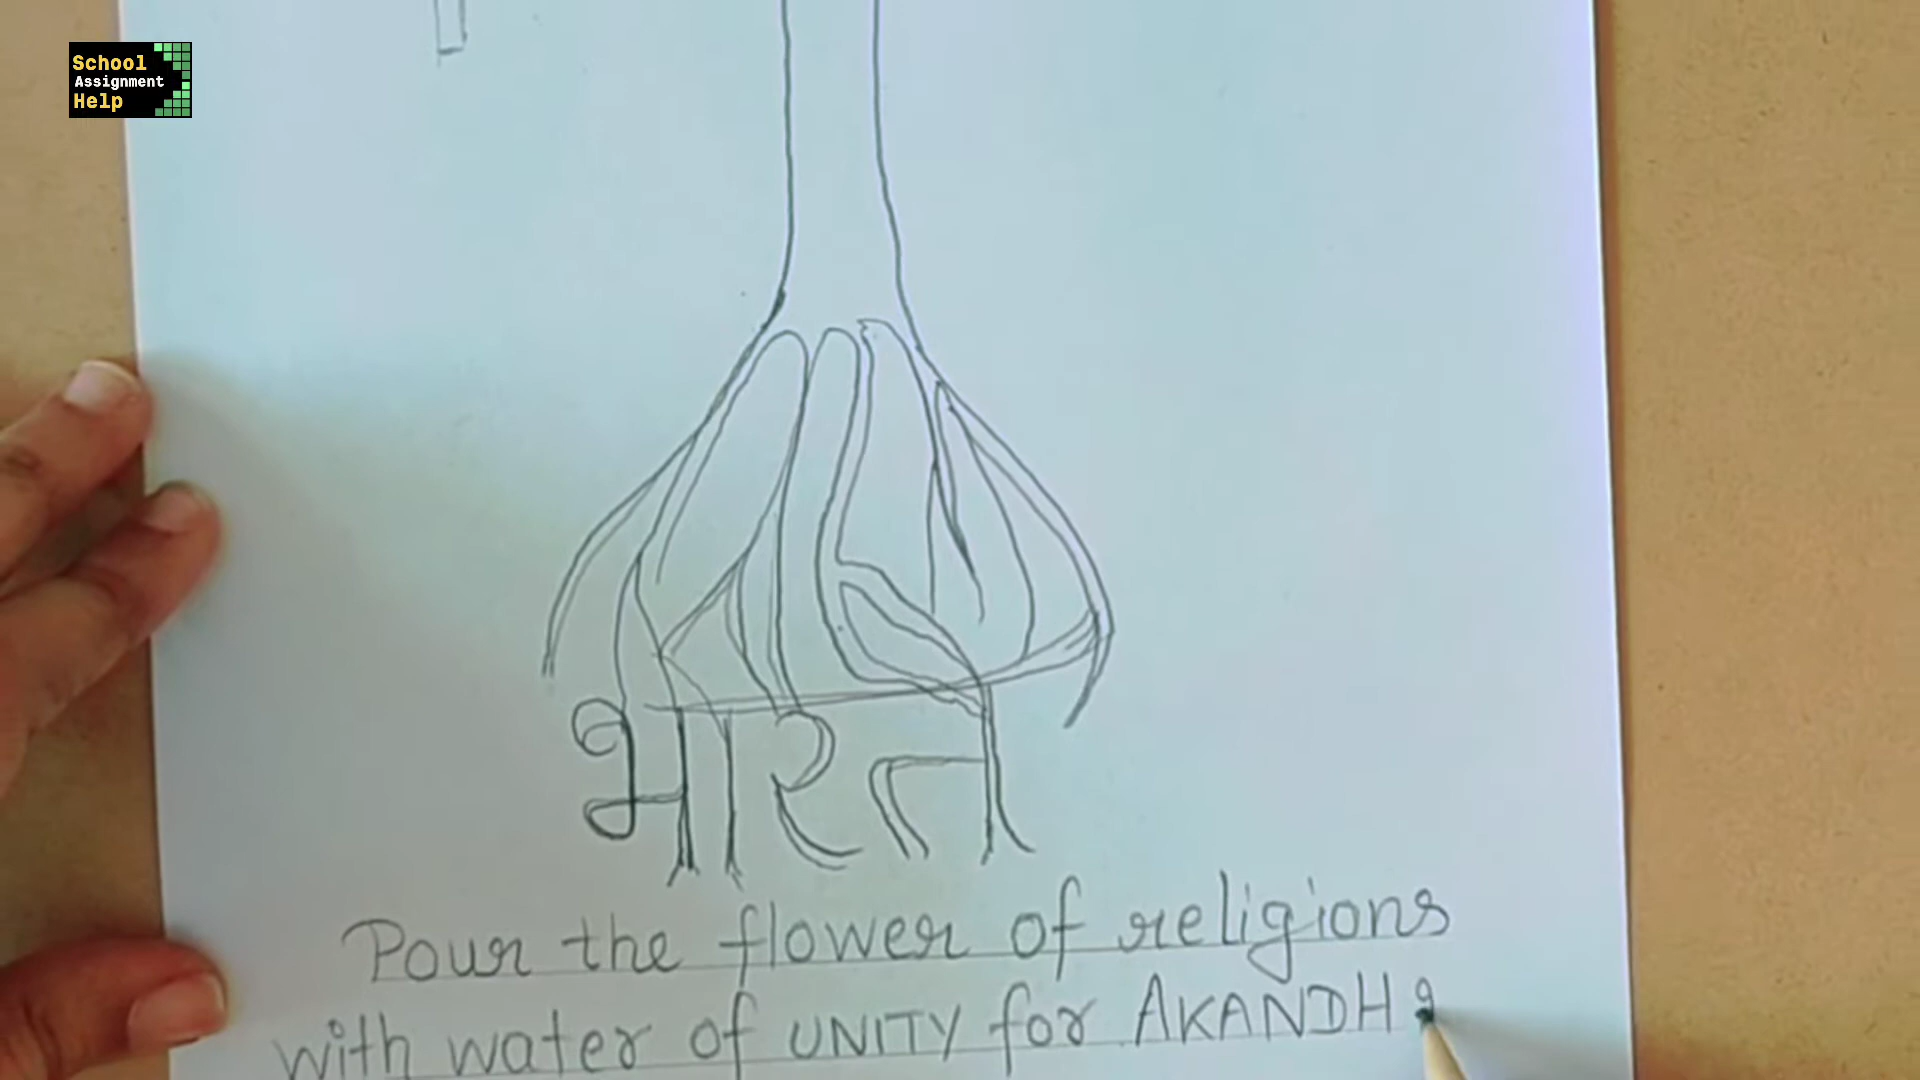 School
Assignment
Help
भारत
Pour the flower of religions
with water of UNITY for AKANDH